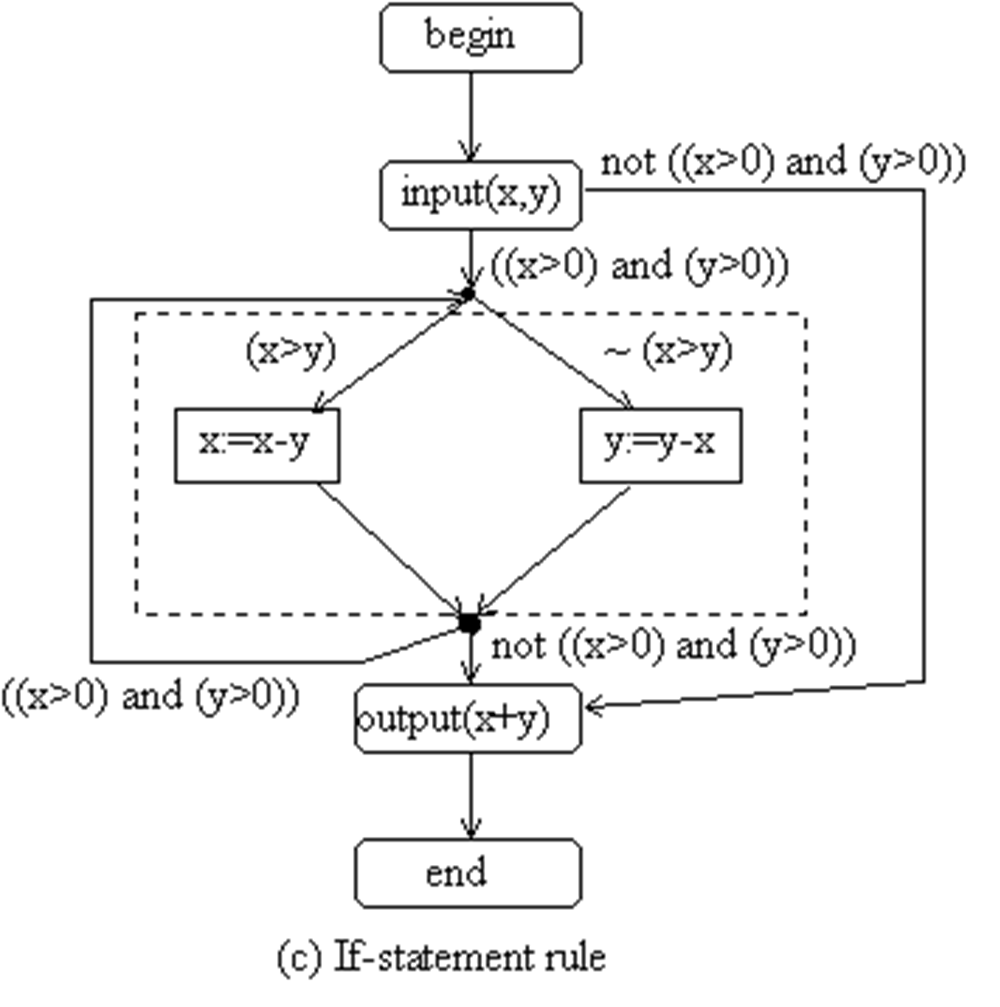 begin
not ((x>0) and (y>0))
input(x,y)
((x>0) and (y>0))
(x>y)
~ (x>y)
x:=x-y
y:=y-x
not ((x>0) and (y>0))
((x>0) and (y>0))
output(x+y)
end
(c) If-statement rule